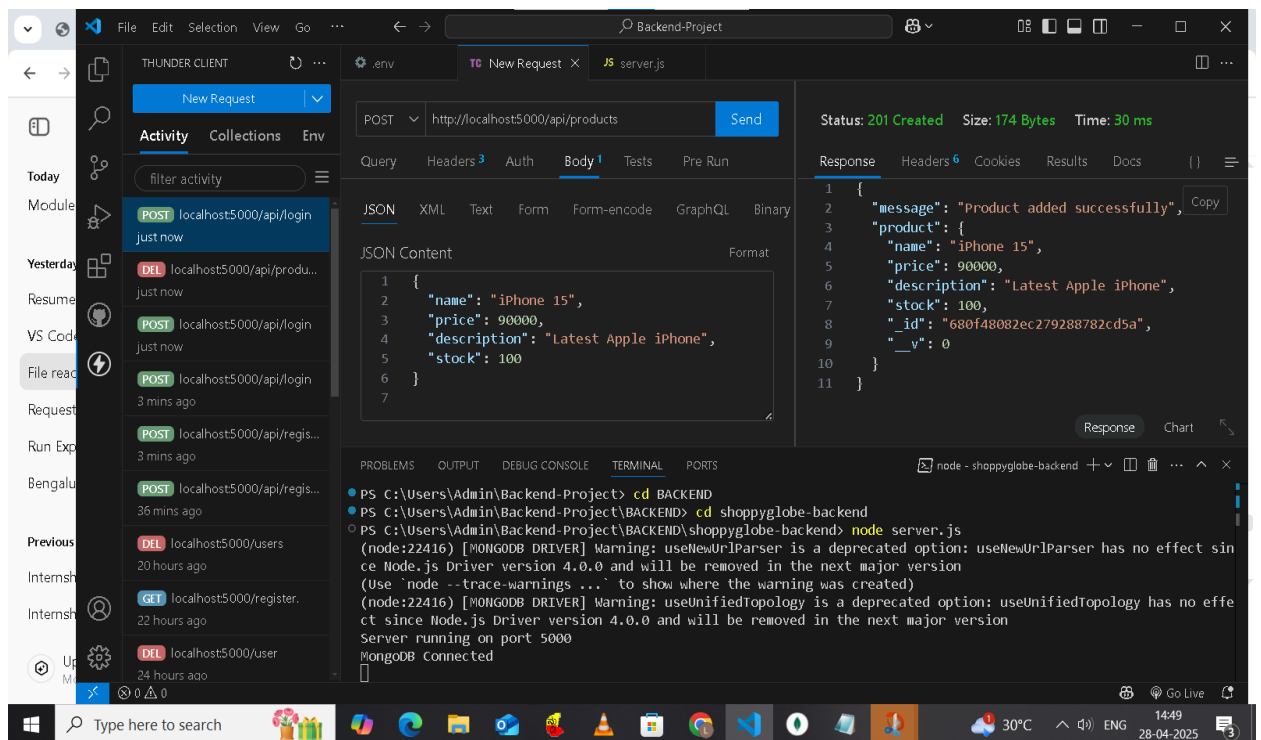 File Edit Selection View Go ··· Backend-Project
Today
Module
Yesterday
Resume
VS Code
File reac
Request
Run Exp
Bengalu
Previous
Internsh
Internsh
Up
THUNDER CLIENT
New Request
Activity Collections Env
filter activity
POST localhost:5000/api/login
just now
DEL localhost:5000/api/produ...
just now
POST localhost:5000/api/login
just now
POST localhost:5000/api/login
3 mins ago
POST localhost:5000/api/regis...
3 mins ago
POST localhost:5000/api/regis...
36 mins ago
DEL localhost:5000/users
20 hours ago
GET localhost:5000/register.
22 hours ago
DEL localhost:5000/user
24 hours ago
.env TC New Request JS server.js
POST http://localhost:5000/api/products Send
Query Headers 3 Auth Body 1 Tests Pre Run
JSON XML Text Form Form-encode GraphQL Binary
JSON Content Format
1 {
2 "name": "iPhone 15",
3 "price": 90000,
4 "description": "Latest Apple iPhone",
5 "stock": 100
6 }
7
Status: 201 Created Size: 174 Bytes Time: 30 ms
Response Headers 6 Cookies Results Docs { }
Copy
1 {
2 "message": "Product added successfully",
3 "product": {
4 "name": "iPhone 15",
5 "price": 90000,
6 "description": "Latest Apple iPhone",
7 "stock": 100,
8 "_id": "680f48082ec279288782cd5a",
9 "__v": 0
10 }
11 }
Response Chart
PROBLEMS OUTPUT DEBUG CONSOLE TERMINAL PORTS node - shoppyglobe-backend
PS C:\Users\Admin\Backend-Project> cd BACKEND
PS C:\Users\Admin\Backend-Project\BACKEND> cd shoppyglobe-backend
PS C:\Users\Admin\Backend-Project\BACKEND\shoppyglobe-backend> node server.js
(node:22416) [MONGODB DRIVER] Warning: useNewUrlParser is a deprecated option: useNewUrlParser has no effect sin
ce Node.js Driver version 4.0.0 and will be removed in the next major version
(Use `node --trace-warnings ...` to show where the warning was created)
(node:22416) [MONGODB DRIVER] Warning: useUnifiedTopology is a deprecated option: useUnifiedTopology has no effe
ct since Node.js Driver version 4.0.0 and will be removed in the next major version
Server running on port 5000
MongoDB Connected
0 0 Go Live
Type here to search 30°C ENG 14:49
28-04-2025 3